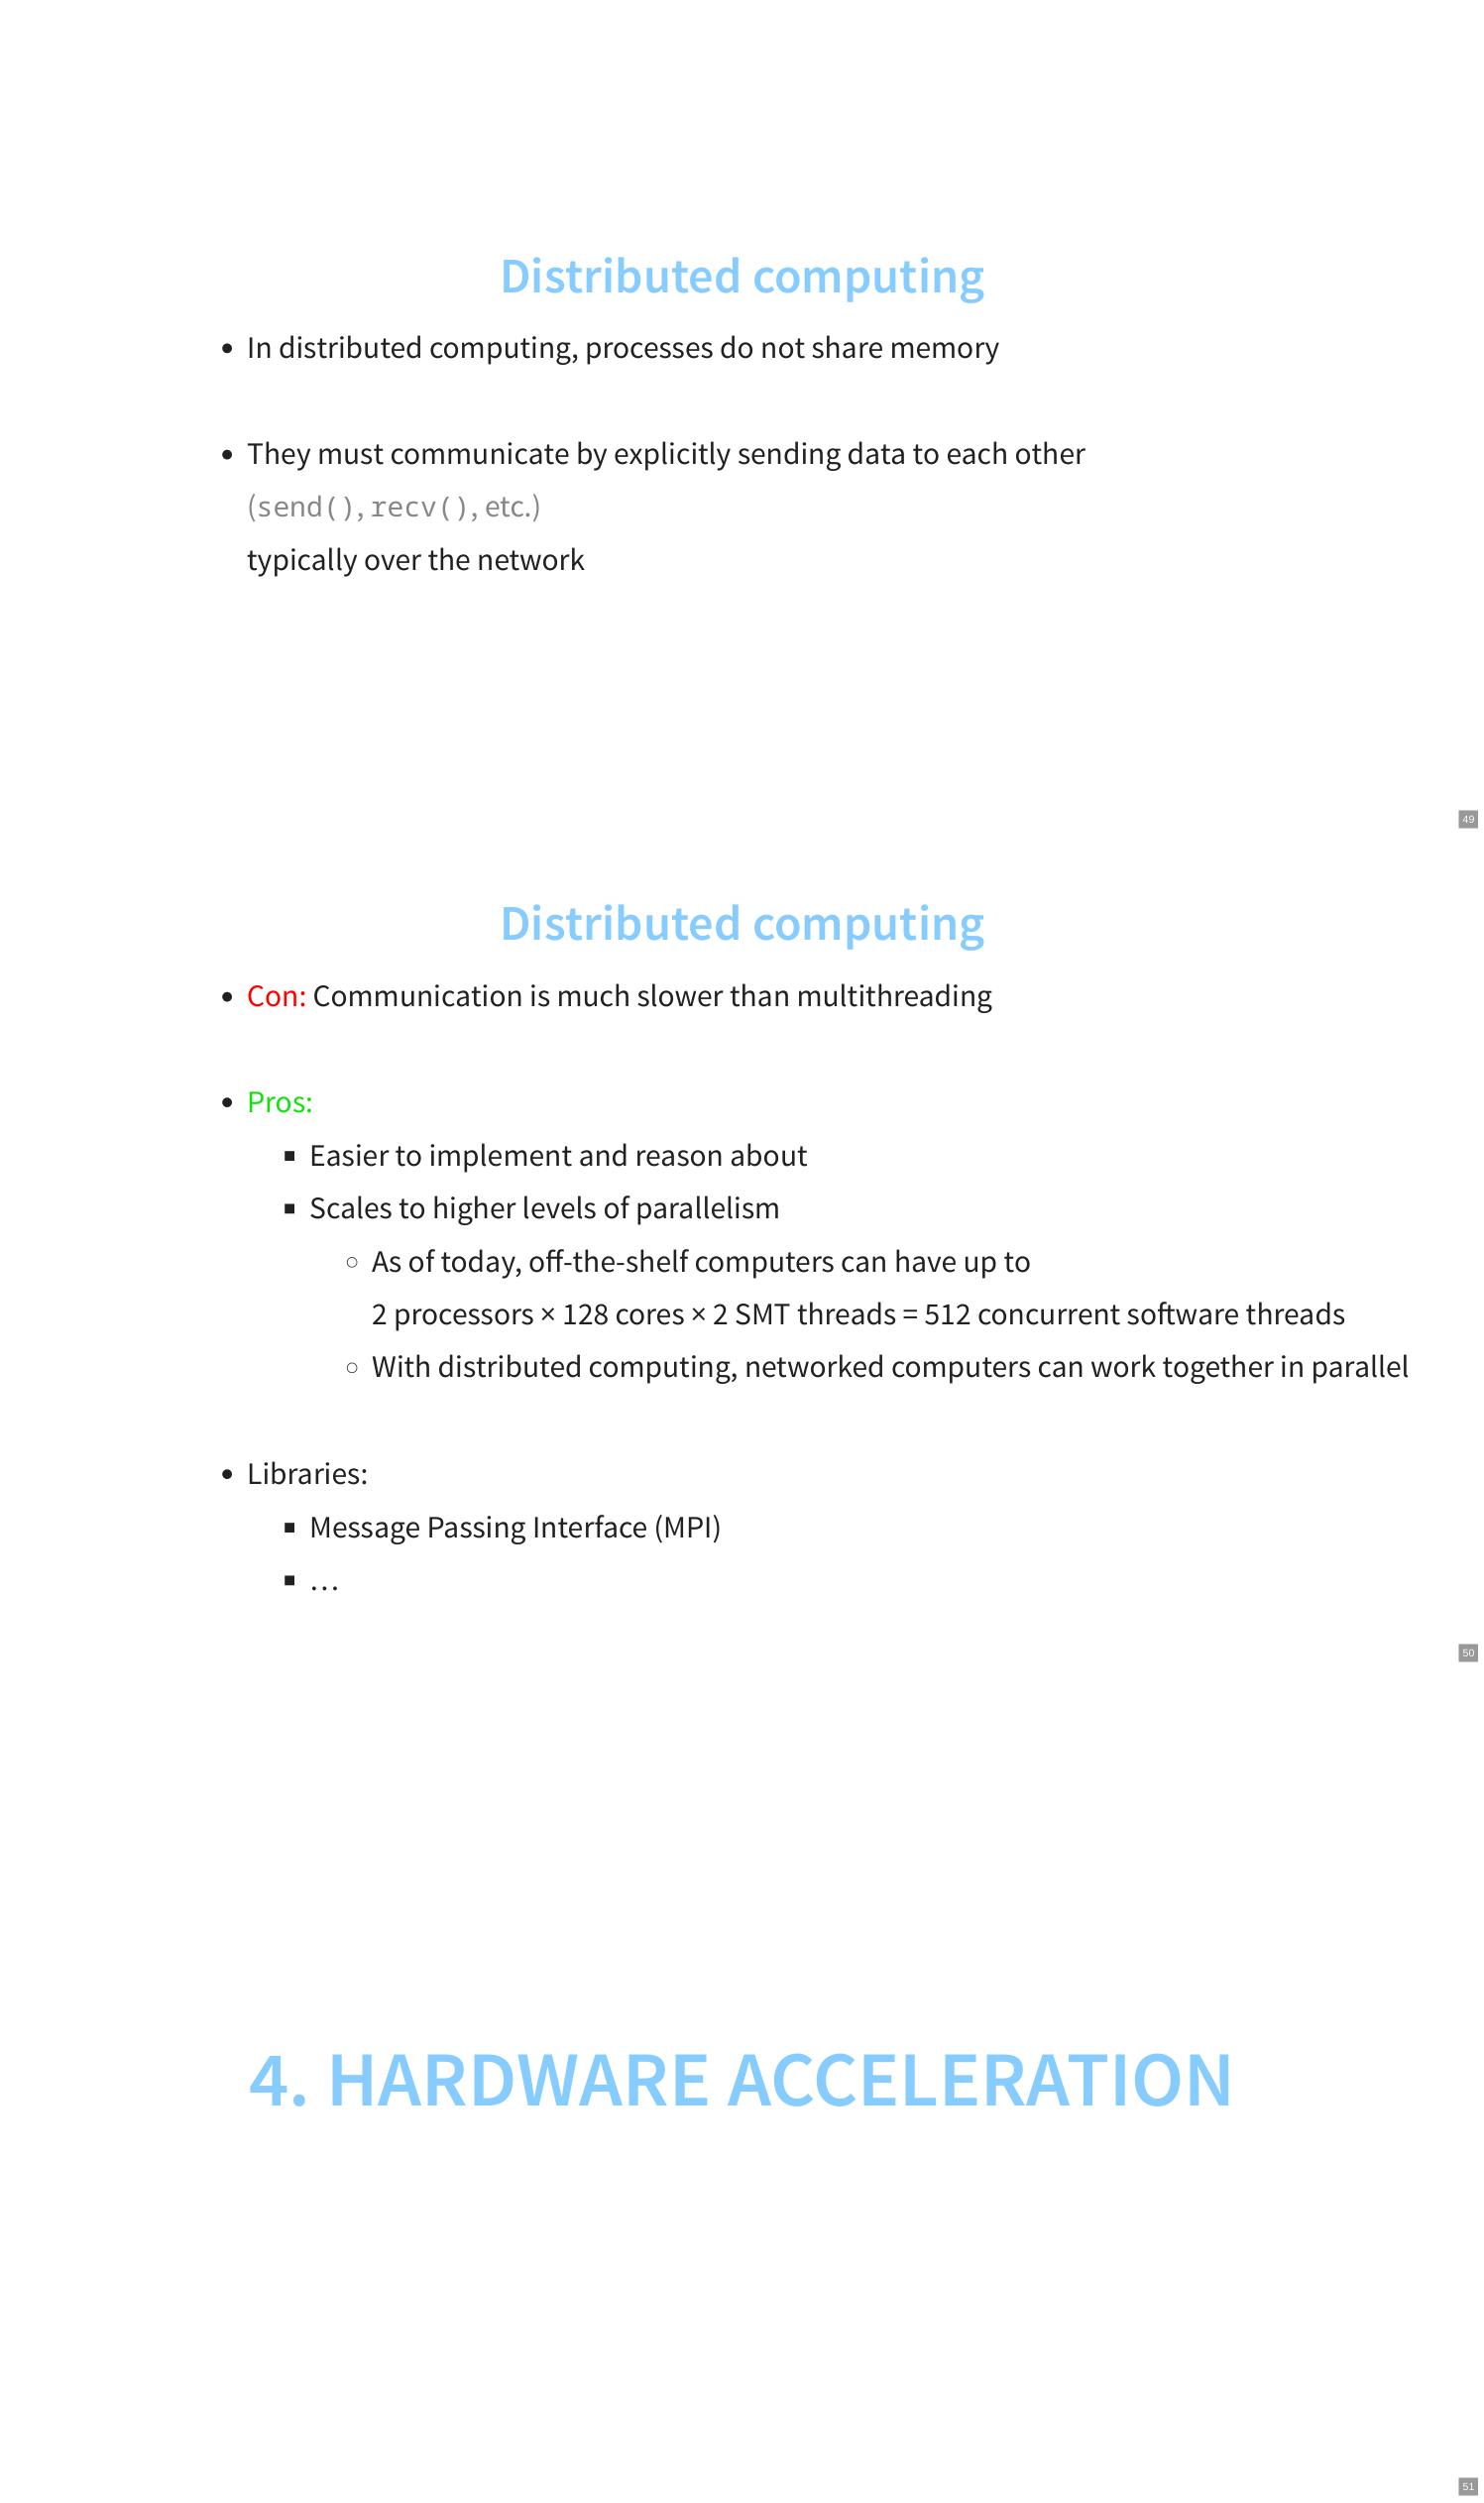 Distributed computing
• In distributed computing, processes do not share memory
• They must communicate by explicitly sending data to each other
(send(), recv(), etc.)
typically over the network
49
Distributed computing
• Con: Communication is much slower than multithreading
• Pros:
▪ Easier to implement and reason about
▪ Scales to higher levels of parallelism
○ As of today, off-the-shelf computers can have up to
2 processors × 128 cores × 2 SMT threads = 512 concurrent software threads
○ With distributed computing, networked computers can work together in parallel
• Libraries:
▪ Message Passing Interface (MPI)
▪ …
50
4. HARDWARE ACCELERATION
51